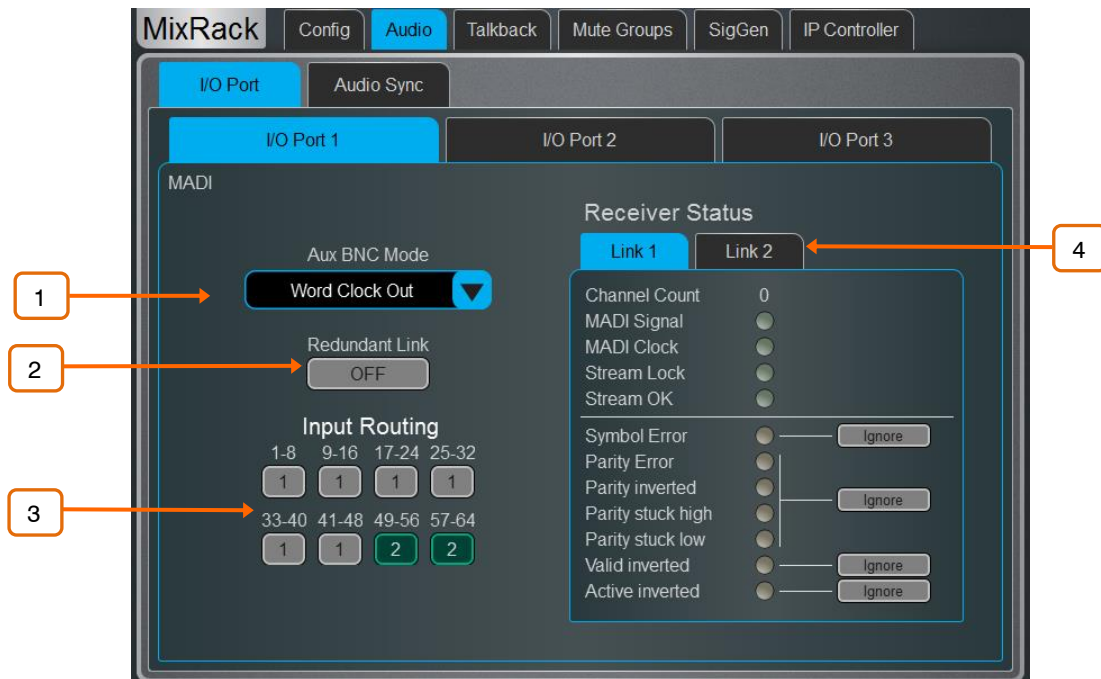 MixRack Config Audio Talkback Mute Groups SigGen IP Controller
I/O Port Audio Sync
I/O Port 1 I/O Port 2 I/O Port 3
MADI
Aux BNC Mode
Word Clock Out
Redundant Link
OFF
Input Routing
1-8 9-16 17-24 25-32
1 1 1 1
33-40 41-48 49-56 57-64
1 1 2 2
Receiver Status
Link 1 Link 2
Channel Count 0
MADI Signal
MADI Clock
Stream Lock
Stream OK
Symbol Error Ignore
Parity Error
Parity inverted
Ignore
Parity stuck high
Parity stuck low
Valid inverted Ignore
Active inverted Ignore
1
2
3
4